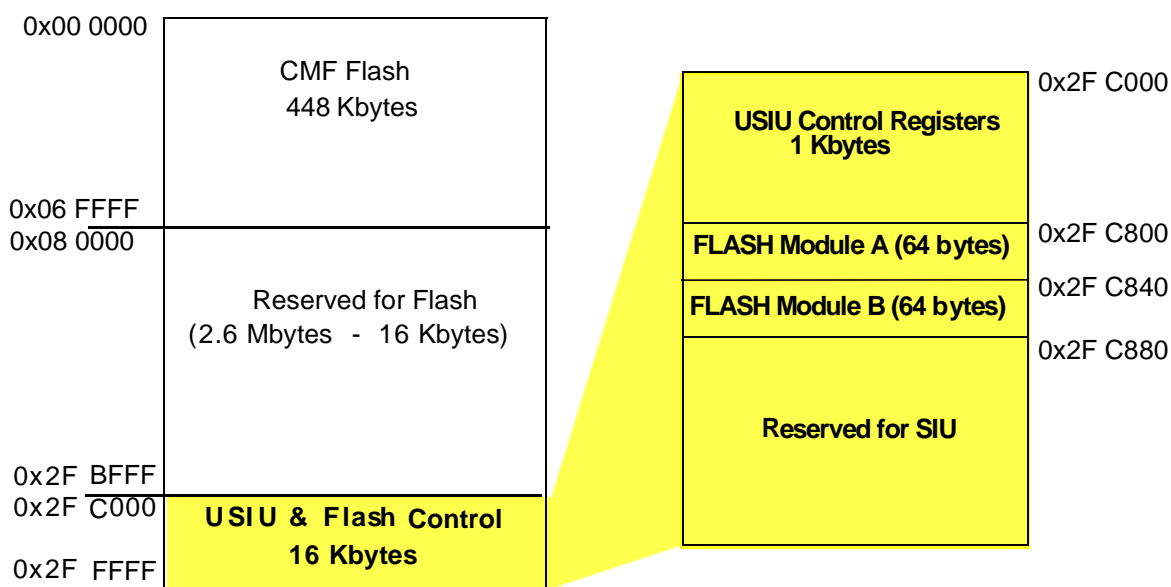 0x00 0000
CMF Flash
448 Kbytes
0x06 FFFF
0x08 0000
Reserved for Flash
(2.6 Mbytes - 16 Kbytes)
0x2F BFFF
0x2F C000
USIU & Flash Control
16 Kbytes
0x2F FFFF
0x2F C000
USIU Control Registers
1 Kbytes
0x2F C800
FLASH Module A (64 bytes)
0x2F C840
FLASH Module B (64 bytes)
0x2F C880
Reserved for SIU